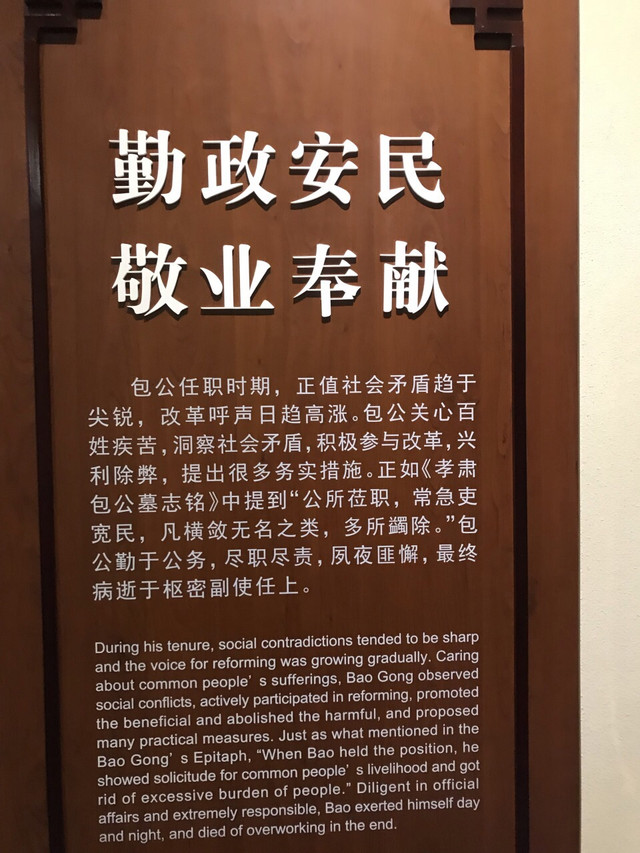 勤政安民
敬业奉献
包公任职时期，正值社会矛盾趋于
尖锐，改革呼声日趋高涨。包公关心百
姓疾苦，洞察社会矛盾，积极参与改革，兴
利除弊，提出很多务实措施。正如《孝肃
包公墓志铭》中提到“公所莅职，常急吏
宽民，凡横敛无名之类，多所蠲除。”包
公勤于公务，尽职尽责，夙夜匪懈，最终
病逝于枢密副使任上。
During his tenure, social contradictions tended to be sharp
and the voice for reforming was growing gradually. Caring
about common people’s sufferings, Bao Gong observed
social conflicts, actively participated in reforming, promoted
the beneficial and abolished the harmful, and proposed
many practical measures. Just as what mentioned in the
Bao Gong’s Epitaph, “When Bao held the position, he
showed solicitude for common people’s livelihood and got
rid of excessive burden of people.” Diligent in official
affairs and extremely responsible, Bao exerted himself day
and night, and died of overworking in the end.